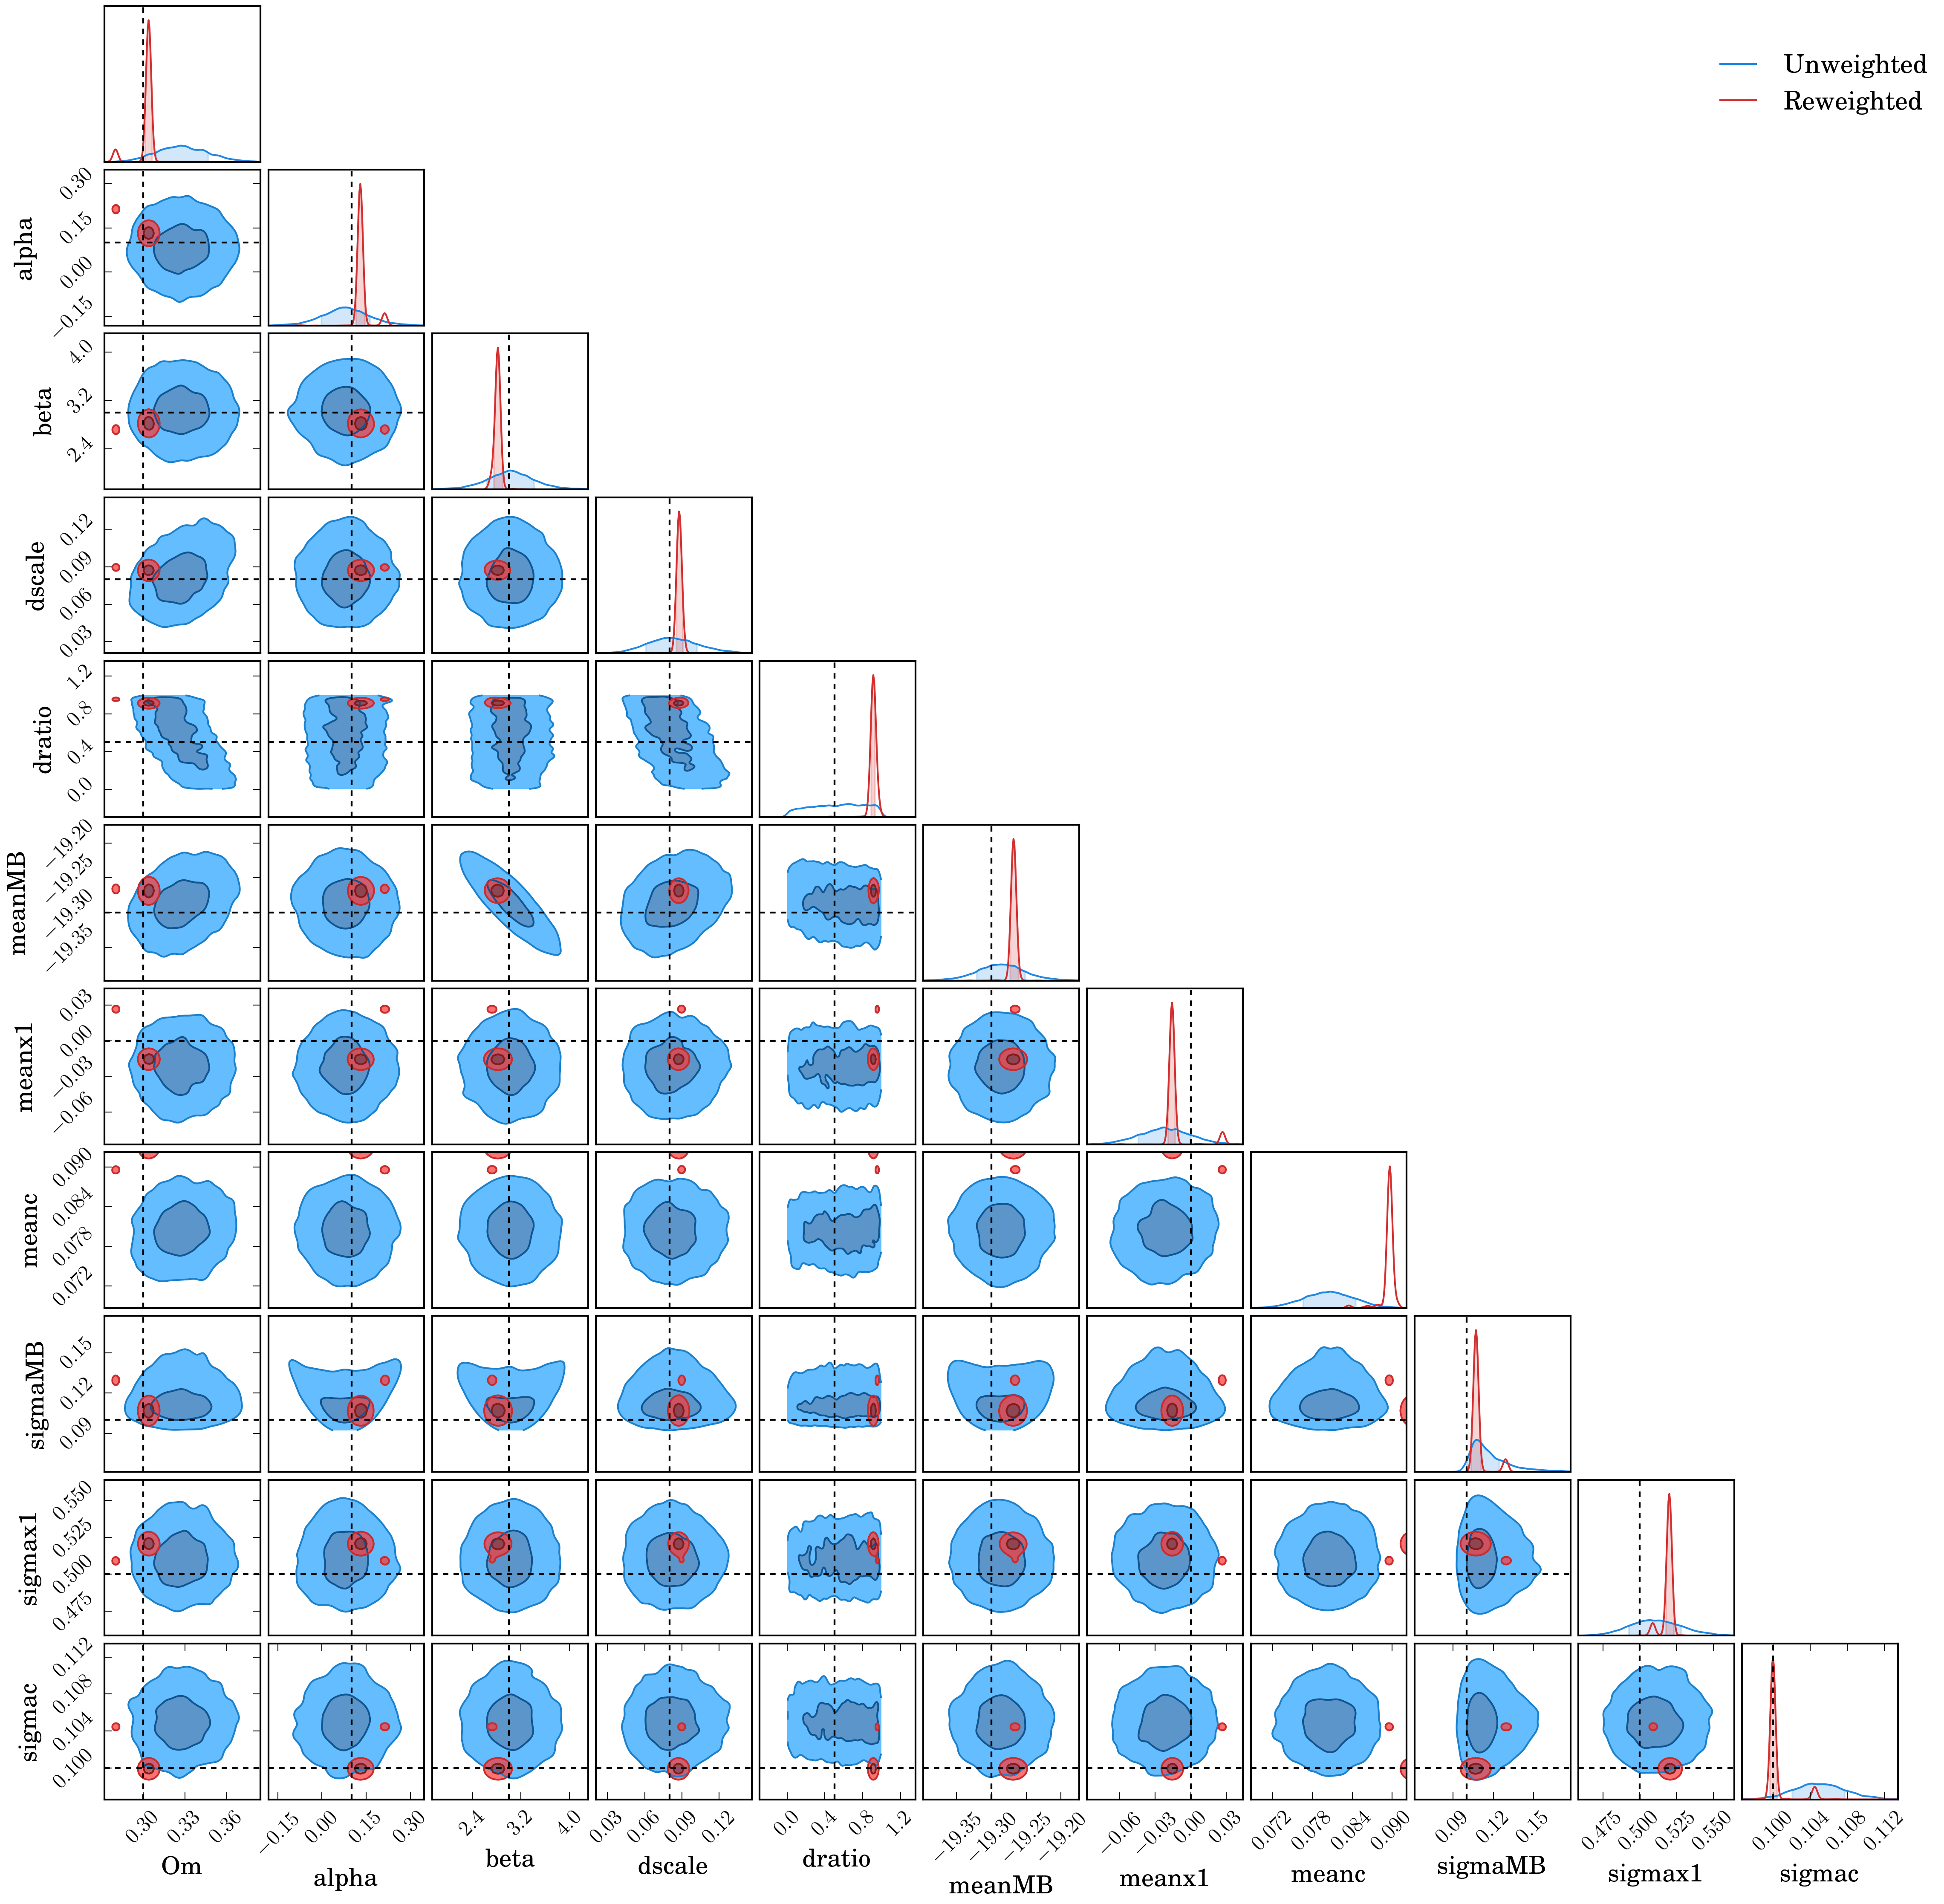 Unweighted
Reweighted
alpha
0.30
0.15
0.00
−0.15
beta
4.0
3.2
2.4
dscale
0.12
0.09
0.06
0.03
dratio
1.2
0.8
0.4
0.0
meanMB
−19.20
−19.25
−19.30
−19.35
meanx1
0.03
0.00
−0.03
−0.06
meanc
0.090
0.084
0.078
0.072
sigmaMB
0.15
0.12
0.09
sigmax1
0.550
0.525
0.500
0.475
sigmac
0.112
0.108
0.104
0.100
0.30 0.33 0.36 −0.15 0.00 0.15 0.30 2.4 3.2 4.0 0.03 0.06 0.09 0.12 0.0 0.4 0.8 1.2 −19.35 −19.30 −19.25 −19.20 −0.06 −0.03 0.00 0.03 0.072 0.078 0.084 0.090 0.09 0.12 0.15 0.475 0.500 0.525 0.550 0.100 0.104 0.108 0.112
Om alpha beta dscale dratio meanMB meanx1 meanc sigmaMB sigmax1 sigmac